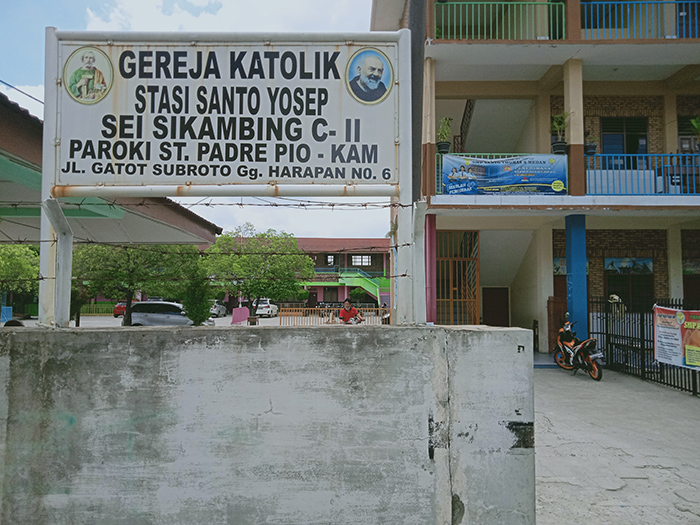 GEREJA KATOLIK
STASI SANTO YOSEP
SEI SIKAMBING C- II
PAROKI ST. PADRE PIO - KAM
JL. GATOT SUBROTO Gg. HARAPAN NO. 6